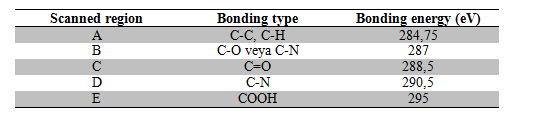 Scanned region Bonding type Bonding energy (eV)
A C-C, C-H 284,75
B C-O veya C-N 287
C C=O 288,5
D C-N 290,5
E COOH 295